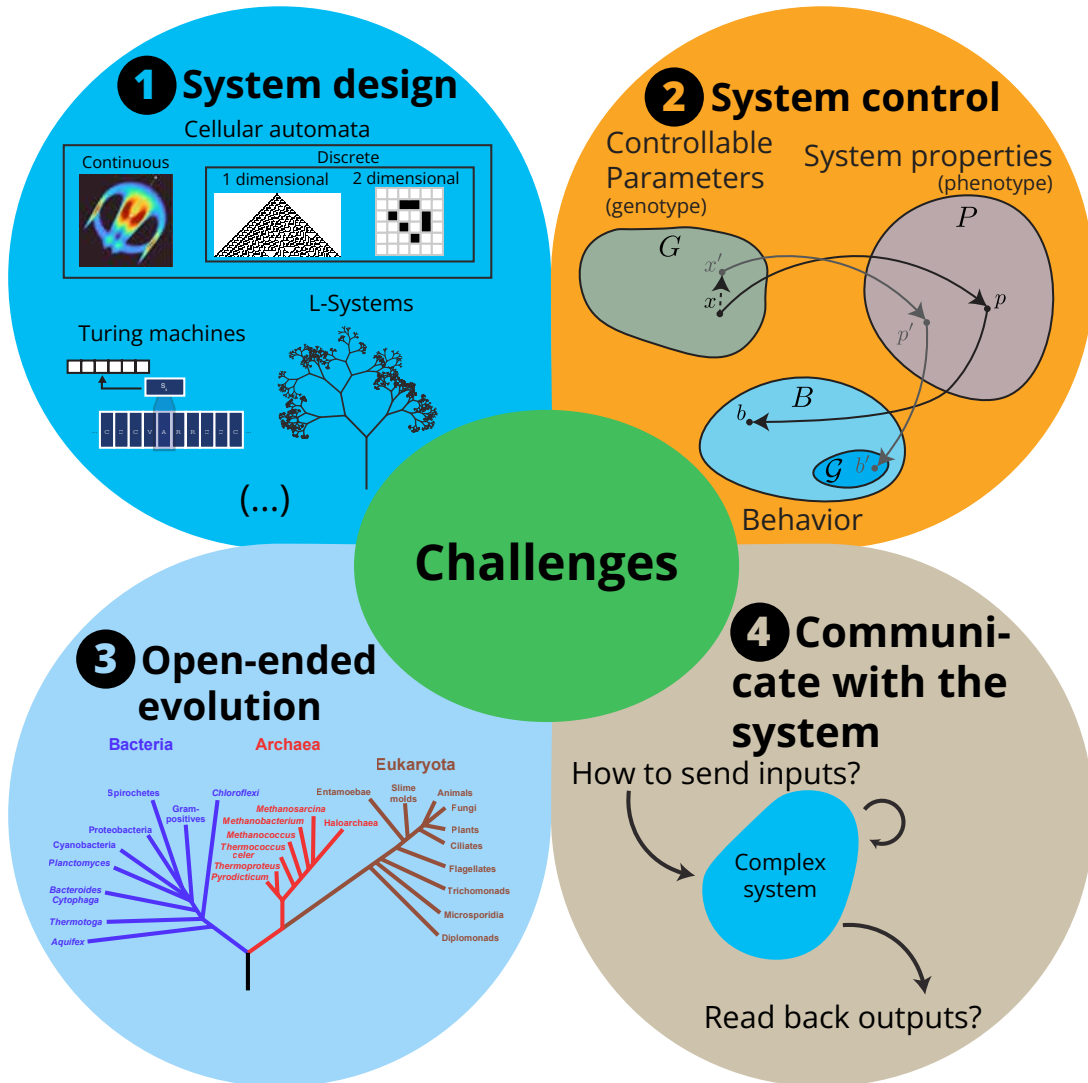 1 System design
Cellular automata
Continuous
Discrete
1 dimensional
2 dimensional
L-Systems
Turing machines
S
C C V A R R
(...)
2 System control
Controllable
Parameters
(genotype)
System properties
(phenotype)
G
x'
x
P
p
p'
b
B
𝒢 b'
Behavior
Challenges
3 Open-ended
evolution
Bacteria
Archaea
Eukaryota
Spirochetes
Chloroflexi
Gram-
positives
Proteobacteria
Cyanobacteria
Planctomyces
Bacteroides
Cytophaga
Thermotoga
Aquifex
Methanosarcina
Methanobacterium
Haloarchaea
Methanococcus
Thermococcus
celer
Thermoproteus
Pyrodicticum
Entamoebae
Slime
molds
Animals
Fungi
Plants
Ciliates
Flagellates
Trichomonads
Microsporidia
Diplomonads
4 Communi-
cate with the
system
How to send inputs?
Complex
system
Read back outputs?